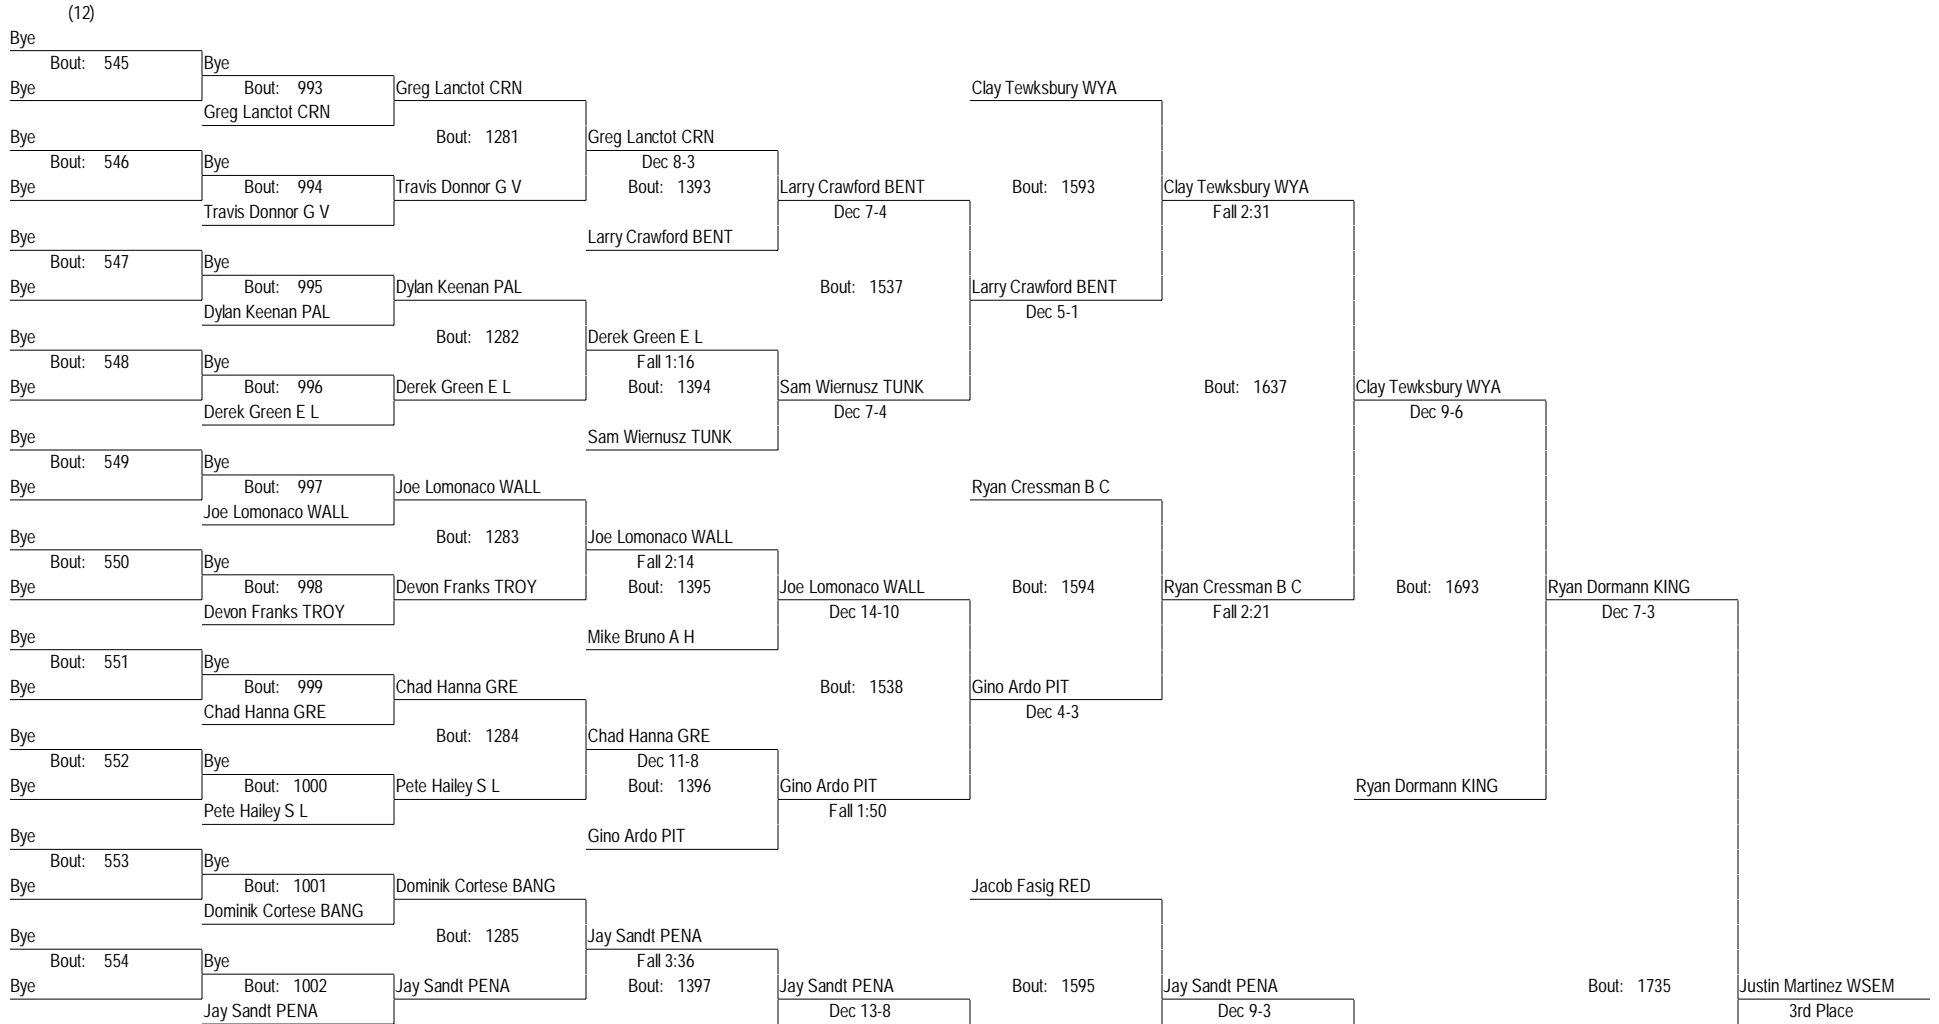 (12)
Bye
Bout: 545 Bye
Bye Bout: 993 Greg Lanctot CRN Clay Tewksbury WYA
Greg Lanctot CRN
Bye Bout: 1281 Greg Lanctot CRN
Bout: 546 Bye Dec 8-3
Bye Bout: 994 Travis Donnor G V Bout: 1393 Larry Crawford BENT Bout: 1593 Clay Tewksbury WYA
Travis Donnor G V Dec 7-4 Fall 2:31
Bye Larry Crawford BENT
Bout: 547 Bye
Bye Bout: 995 Dylan Keenan PAL Bout: 1537 Larry Crawford BENT
Dylan Keenan PAL Dec 5-1
Bye Bout: 1282 Derek Green E L
Bout: 548 Bye Fall 1:16
Bye Bout: 996 Derek Green E L Bout: 1394 Sam Wiernusz TUNK Bout: 1637 Clay Tewksbury WYA
Derek Green E L Dec 7-4 Dec 9-6
Bye Sam Wiernusz TUNK
Bout: 549 Bye
Bye Bout: 997 Joe Lomonaco WALL Ryan Cressman B C
Joe Lomonaco WALL
Bye Bout: 1283 Joe Lomonaco WALL
Bout: 550 Bye Fall 2:14
Bye Bout: 998 Devon Franks TROY Bout: 1395 Joe Lomonaco WALL Bout: 1594 Ryan Cressman B C Bout: 1693 Ryan Dormann KING
Devon Franks TROY Dec 14-10 Fall 2:21 Dec 7-3
Bye Mike Bruno A H
Bout: 551 Bye
Bye Bout: 999 Chad Hanna GRE Bout: 1538 Gino Ardo PIT
Chad Hanna GRE Dec 4-3
Bye Bout: 1284 Chad Hanna GRE
Bout: 552 Bye Dec 11-8
Bye Bout: 1000 Pete Hailey S L Bout: 1396 Gino Ardo PIT Ryan Dormann KING
Pete Hailey S L Fall 1:50
Bye Gino Ardo PIT
Bout: 553 Bye
Bye Bout: 1001 Dominik Cortese BANG Jacob Fasig RED
Dominik Cortese BANG
Bye Bout: 1285 Jay Sandt PENA
Bout: 554 Bye Fall 3:36
Bye Bout: 1002 Jay Sandt PENA Bout: 1397 Jay Sandt PENA Bout: 1595 Jay Sandt PENA Bout: 1735 Justin Martinez WSEM
Jay Sandt PENA Dec 13-8 Dec 9-3 3rd Place